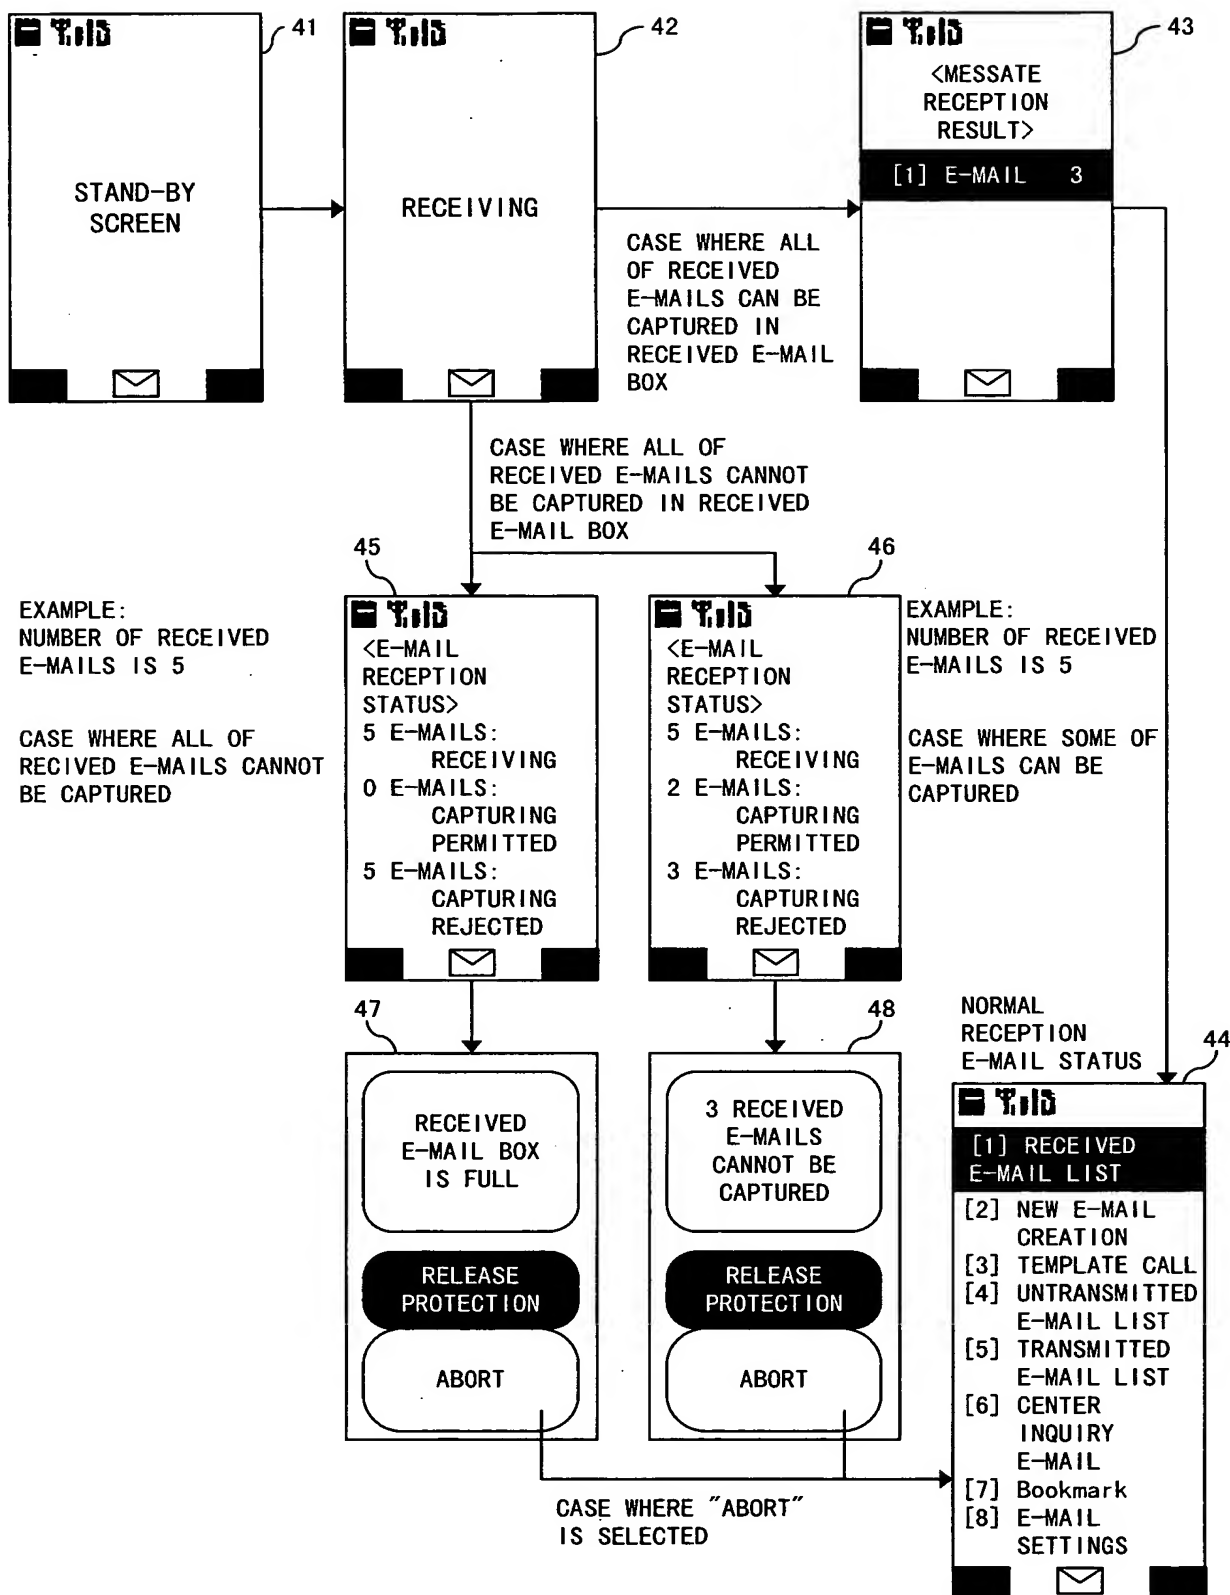 41
STAND-BY
SCREEN
42
RECEIVING
43
<MESSATE
RECEPTION
RESULT>
[1] E-MAIL 3
CASE WHERE ALL
OF RECEIVED
E-MAILS CAN BE
CAPTURED IN
RECEIVED E-MAIL
BOX
CASE WHERE ALL OF
RECEIVED E-MAILS CANNOT
BE CAPTURED IN RECEIVED
E-MAIL BOX
EXAMPLE:
NUMBER OF RECEIVED
E-MAILS IS 5
CASE WHERE ALL OF
RECIVED E-MAILS CANNOT
BE CAPTURED
45
<E-MAIL
RECEPTION
STATUS>
5 E-MAILS:
RECEIVING
0 E-MAILS:
CAPTURING
PERMITTED
5 E-MAILS:
CAPTURING
REJECTED
46
<E-MAIL
RECEPTION
STATUS>
5 E-MAILS:
RECEIVING
2 E-MAILS:
CAPTURING
PERMITTED
3 E-MAILS:
CAPTURING
REJECTED
EXAMPLE:
NUMBER OF RECEIVED
E-MAILS IS 5
CASE WHERE SOME OF
E-MAILS CAN BE
CAPTURED
47
RECEIVED
E-MAIL BOX
IS FULL
RELEASE
PROTECTION
ABORT
48
3 RECEIVED
E-MAILS
CANNOT BE
CAPTURED
RELEASE
PROTECTION
ABORT
CASE WHERE "ABORT"
IS SELECTED
NORMAL
RECEPTION
E-MAIL STATUS
44
[1] RECEIVED
E-MAIL LIST
[2] NEW E-MAIL
CREATION
[3] TEMPLATE CALL
[4] UNTRANSMITTED
E-MAIL LIST
[5] TRANSMITTED
E-MAIL LIST
[6] CENTER
INQUIRY
E-MAIL
[7] Bookmark
[8] E-MAIL
SETTINGS